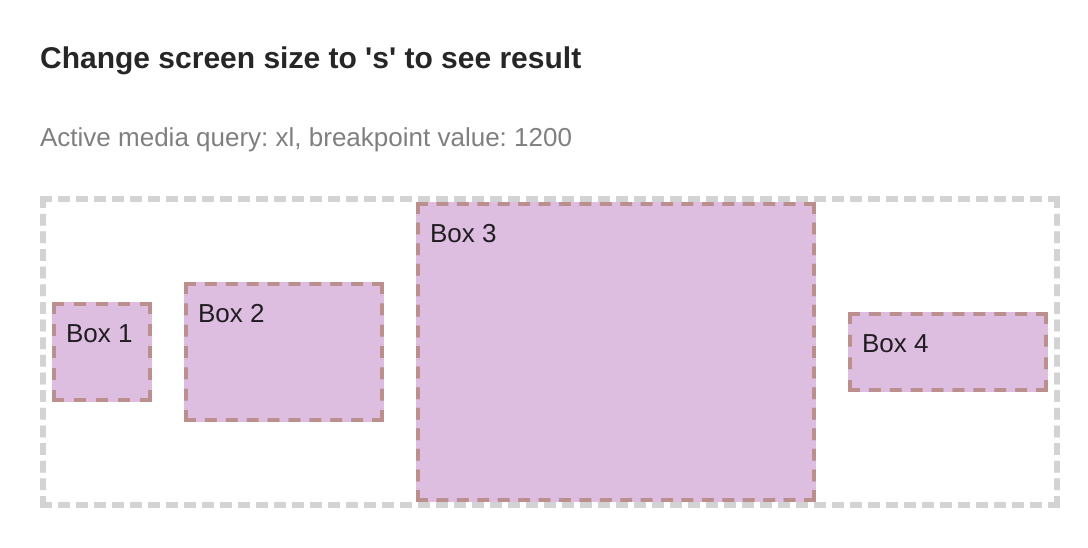 Change screen size to 's' to see result
Active media query: xl, breakpoint value: 1200
Box 1
Box 2
Box 3
Box 4